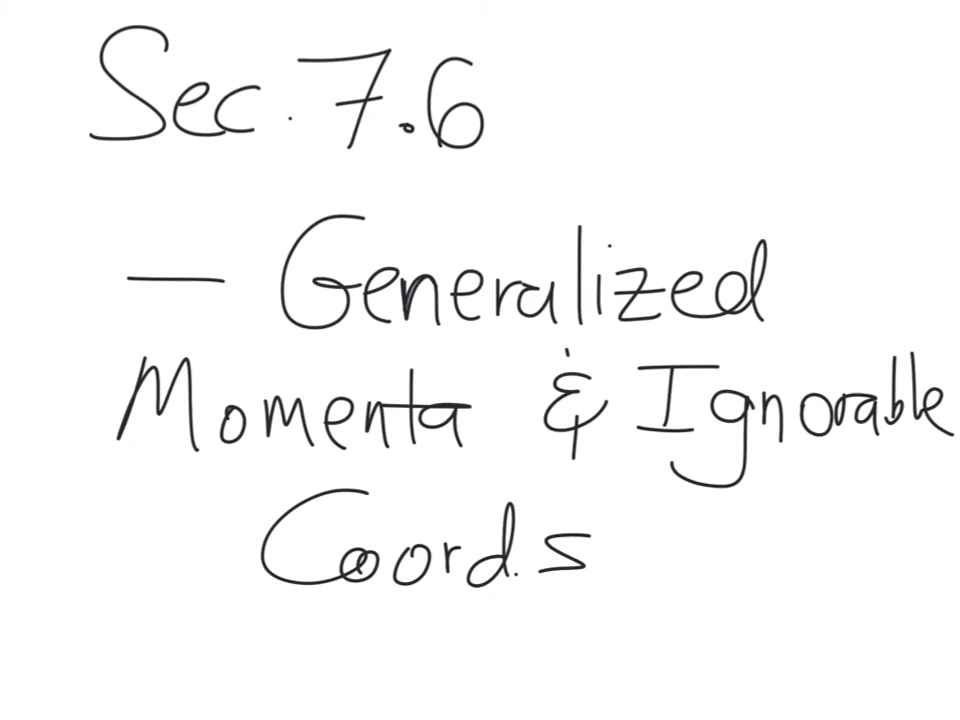 Sec. 7.6
— Generalized
Momenta & Ignorable
Coords